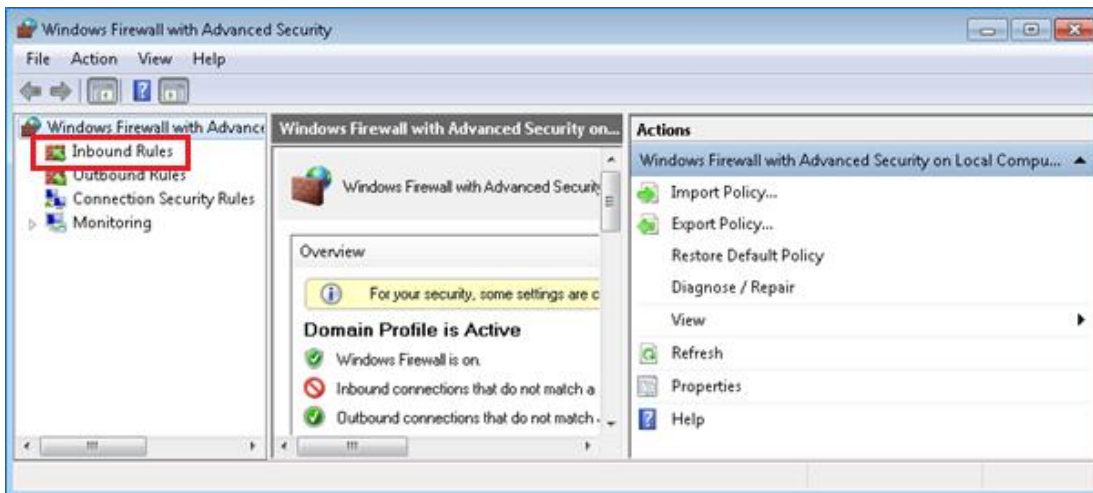 Windows Firewall with Advanced Security
File Action View Help
Windows Firewall with Advance
Inbound Rules
Outbound Rules
Connection Security Rules
Monitoring
Windows Firewall with Advanced Security on...
Windows Firewall with Advanced Security
Overview
For your security, some settings are c
Domain Profile is Active
Windows Firewall is on.
Inbound connections that do not match a
Outbound connections that do not match
Actions
Windows Firewall with Advanced Security on Local Compu...
Import Policy...
Export Policy...
Restore Default Policy
Diagnose / Repair
View
Refresh
Properties
Help